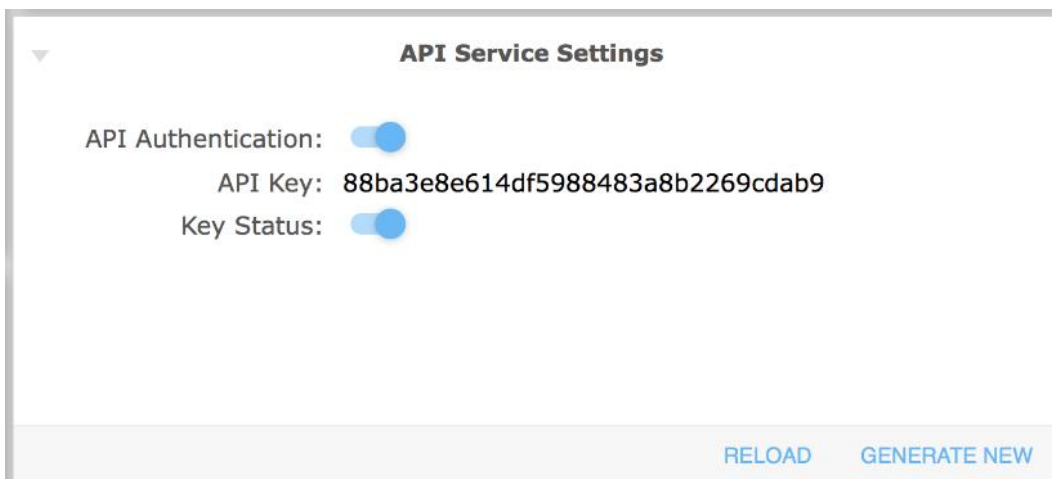 API Service Settings
API Authentication:
API Key: 88ba3e8e614df5988483a8b2269cdab9
Key Status:
RELOAD GENERATE NEW